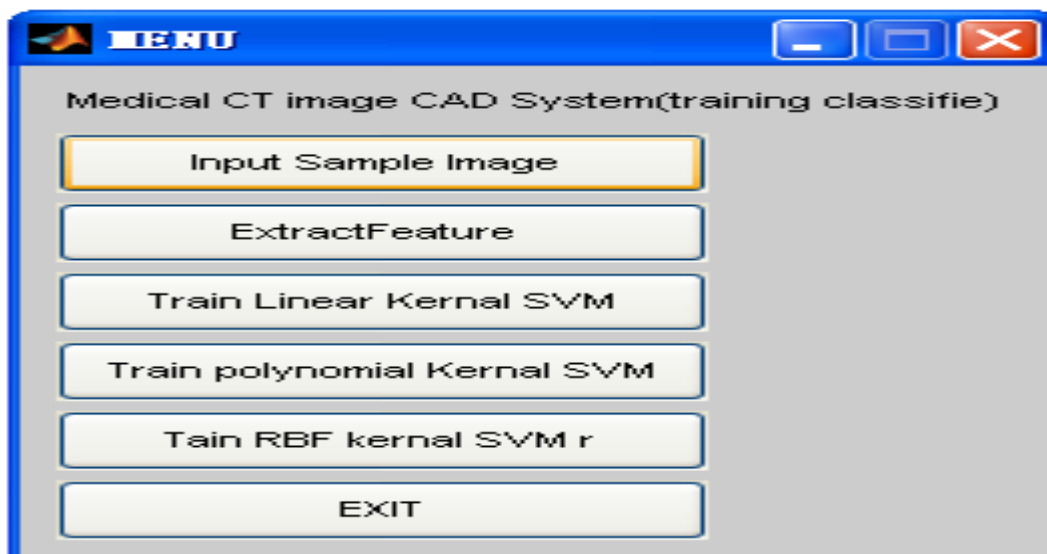 MENU
Medical CT image CAD System(training classifie)
Input Sample Image
ExtractFeature
Train Linear Kernal SVM
Train polynomial Kernal SVM
Tain RBF kernal SVM r
EXIT